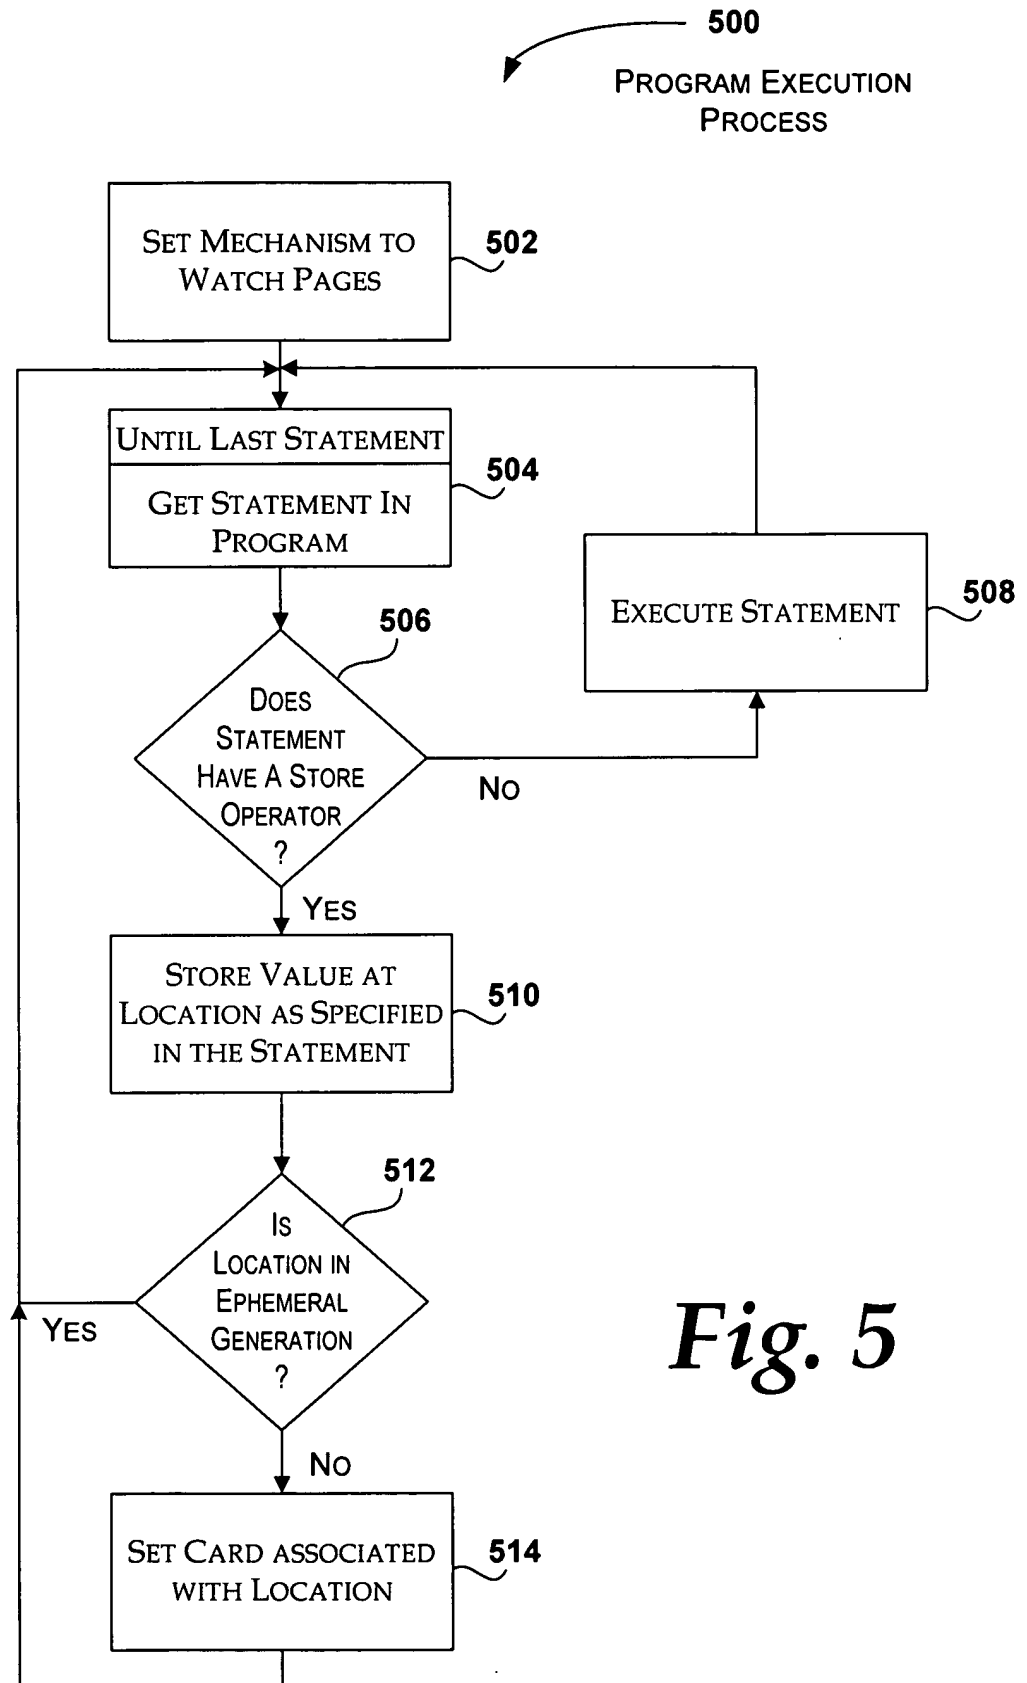 500
PROGRAM EXECUTION
PROCESS
SET MECHANISM TO
WATCH PAGES
502
UNTIL LAST STATEMENT
GET STATEMENT IN
PROGRAM
504
EXECUTE STATEMENT
508
506
DOES
STATEMENT
HAVE A STORE
OPERATOR
?
NO
YES
STORE VALUE AT
LOCATION AS SPECIFIED
IN THE STATEMENT
510
512
IS
LOCATION IN
EPHEMERAL
GENERATION
?
YES
NO
Fig. 5
SET CARD ASSOCIATED
WITH LOCATION
514